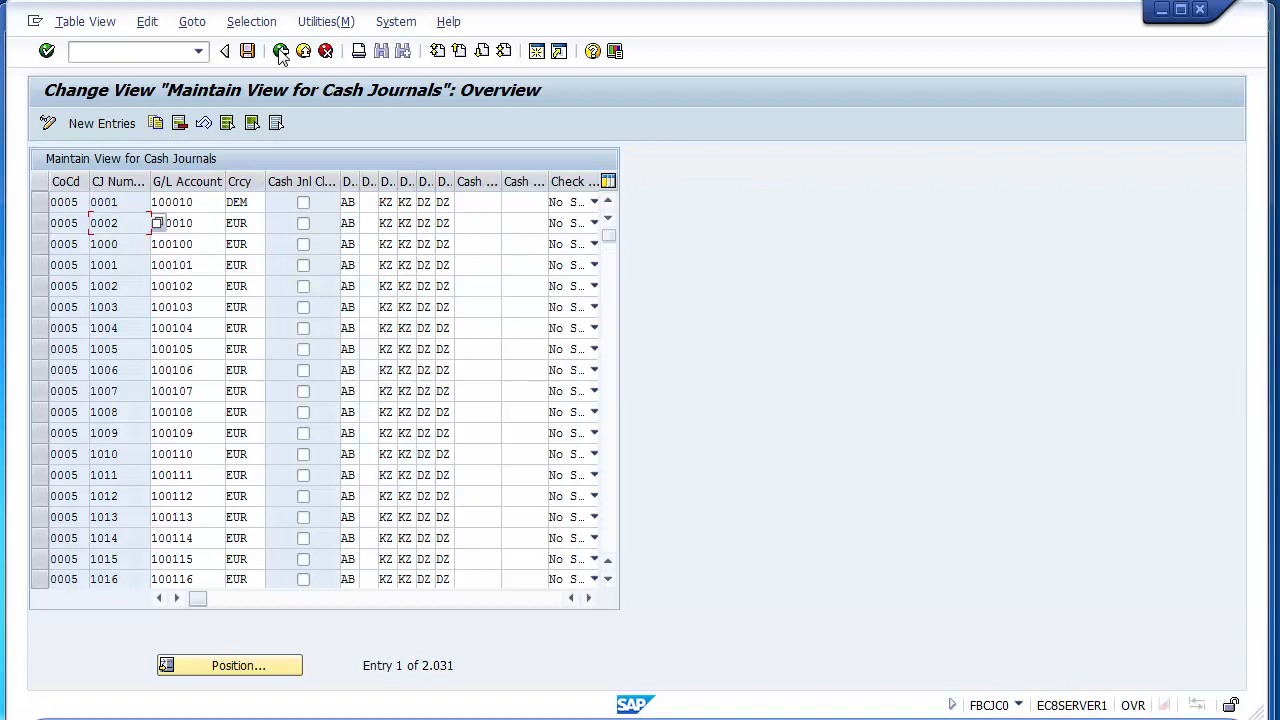 Table View Edit Goto Selection Utilities(M) System Help
Change View "Maintain View for Cash Journals": Overview
New Entries
Maintain View for Cash Journals
CoCd CJ Num... G/L Account Crcy Cash Jnl Cl... D.. D.. D.. D.. D.. D.. Cash ... Cash ... Check ...
0005 0001 100010 DEM AB KZ KZ DZ DZ No S..
0005 0002 0010 EUR AB KZ KZ DZ DZ No S..
0005 1000 100100 EUR AB KZ KZ DZ DZ No S..
0005 1001 100101 EUR AB KZ KZ DZ DZ No S..
0005 1002 100102 EUR AB KZ KZ DZ DZ No S..
0005 1003 100103 EUR AB KZ KZ DZ DZ No S..
0005 1004 100104 EUR AB KZ KZ DZ DZ No S..
0005 1005 100105 EUR AB KZ KZ DZ DZ No S..
0005 1006 100106 EUR AB KZ KZ DZ DZ No S..
0005 1007 100107 EUR AB KZ KZ DZ DZ No S..
0005 1008 100108 EUR AB KZ KZ DZ DZ No S..
0005 1009 100109 EUR AB KZ KZ DZ DZ No S..
0005 1010 100110 EUR AB KZ KZ DZ DZ No S..
0005 1011 100111 EUR AB KZ KZ DZ DZ No S..
0005 1012 100112 EUR AB KZ KZ DZ DZ No S..
0005 1013 100113 EUR AB KZ KZ DZ DZ No S..
0005 1014 100114 EUR AB KZ KZ DZ DZ No S..
0005 1015 100115 EUR AB KZ KZ DZ DZ No S..
0005 1016 100116 EUR AB KZ KZ DZ DZ No S..
Position... Entry 1 of 2.031
SAP FBCJC0 EC8SERVER1 OVR